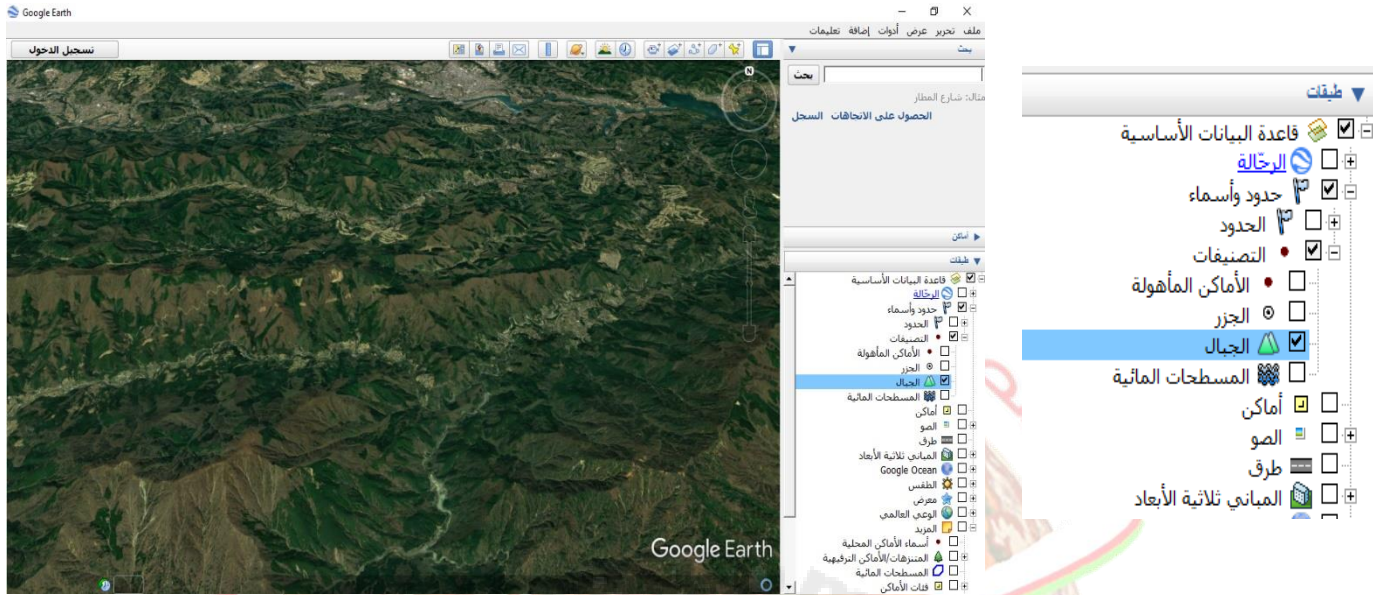 Google Earth
ملف تحرير عرض أدوات إضافة تعليمات
تسجيل الدخول
بحث
بحث
مثال: شارع المطار
الحصول على الاتجاهات السجل
N
أماكن
طبقات
قاعدة البيانات الأساسية
الرحّالة
حدود وأسماء
الحدود
التصنيفات
الأماكن المأهولة
الجزر
الجبال
المسطحات المائية
أماكن
الصو
طرق
المباني ثلاثية الأبعاد
Google Ocean
الطقس
معرض
الوعي العالمي
المزيد
أسماء الأماكن المحلية
المتنزهات/الأماكن الترفيهية
المسطحات المائية
فئات الأماكن
Google Earth
طبقات
قاعدة البيانات الأساسية
الرحّالة
حدود وأسماء
الحدود
التصنيفات
الأماكن المأهولة
الجزر
الجبال
المسطحات المائية
أماكن
الصو
طرق
المباني ثلاثية الأبعاد